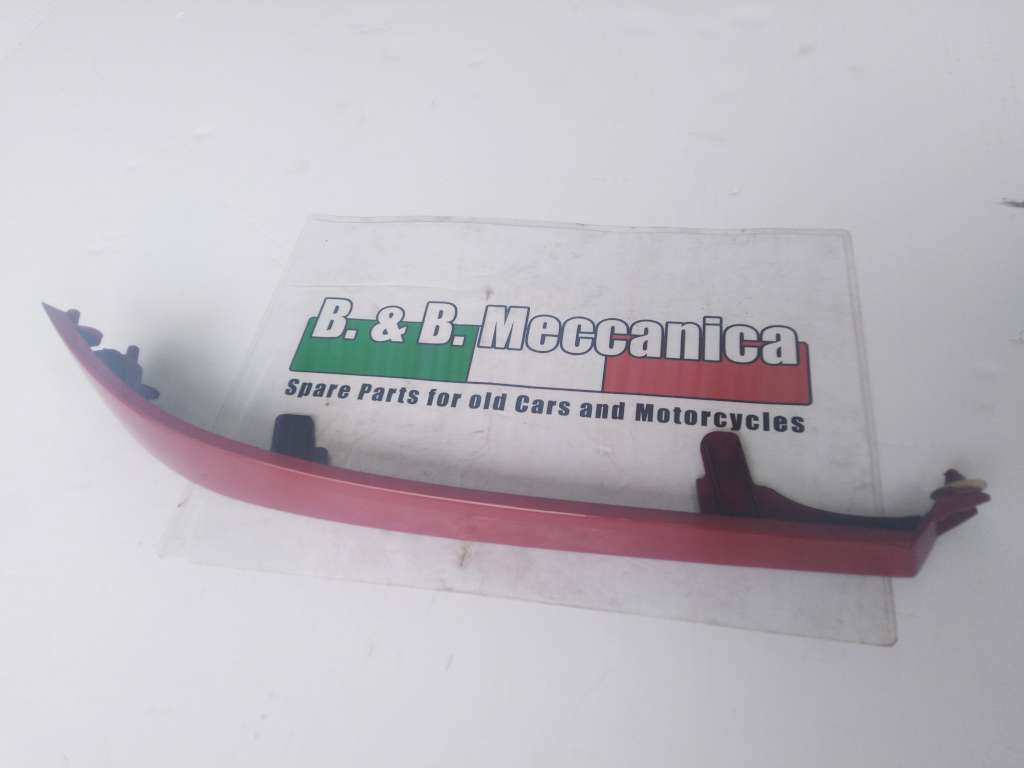 B. & B. Meccanica
Spare Parts for old Cars and Motorcycles